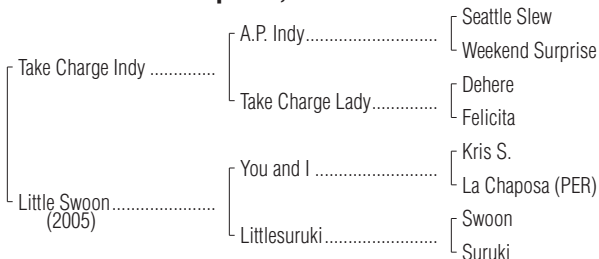 Seattle Slew
A.P. Indy
Weekend Surprise
Take Charge Indy
Dehere
Take Charge Lady
Felicita
Kris S.
You and I
La Chaposa (PER)
Little Swoon
(2005)
Swoon
Littlesuruki
Suruki